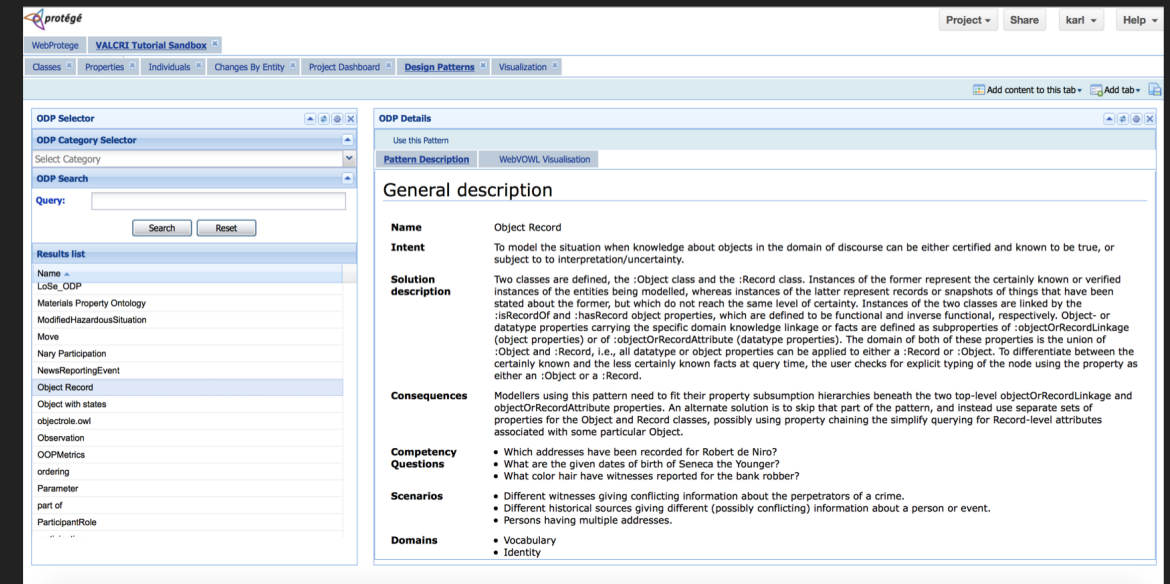 protégé
Project Share karl Help
WebProtege VALCRI Tutorial Sandbox
Classes Properties Individuals Changes By Entity Project Dashboard Design Patterns Visualization
Add content to this tab Add tab
ODP Selector
ODP Category Selector
Select Category
ODP Search
Query:
Search Reset
Results list
Name
LoSe_ODP
Materials Property Ontology
ModifiedHazardousSituation
Move
Nary Participation
NewsReportingEvent
Object Record
Object with states
objectrole.owl
Observation
OOPMetrics
ordering
Parameter
part of
ParticipantRole
ODP Details
Use this Pattern
Pattern Description WebVOWL Visualisation
General description
Name Object Record
Intent To model the situation when knowledge about objects in the domain of discourse can be either certified and known to be true, or
subject to to interpretation/uncertainty.
Solution Two classes are defined, the :Object class and the :Record class. Instances of the former represent the certainly known or verified
description instances of the entities being modelled, whereas instances of the latter represent records or snapshots of things that have been
stated about the former, but which do not reach the same level of certainty. Instances of the two classes are linked by the
:isRecordOf and :hasRecord object properties, which are defined to be functional and inverse functional, respectively. Object- or
datatype properties carrying the specific domain knowledge linkage or facts are defined as subproperties of :objectOrRecordLinkage
(object properties) or of :objectOrRecordAttribute (datatype properties). The domain of both of these properties is the union of
:Object and :Record, i.e., all datatype or object properties can be applied to either a :Record or :Object. To differentiate between the
certainly known and the less certainly known facts at query time, the user checks for explicit typing of the node using the property as
either an :Object or a :Record.
Consequences Modellers using this pattern need to fit their property subsumption hierarchies beneath the two top-level objectOrRecordLinkage and
objectOrRecordAttribute properties. An alternate solution is to skip that part of the pattern, and instead use separate sets of
properties for the Object and Record classes, possibly using property chaining the simplify querying for Record-level attributes
associated with some particular Object.
Competency • Which addresses have been recorded for Robert de Niro?
Questions • What are the given dates of birth of Seneca the Younger?
• What color hair have witnesses reported for the bank robber?
Scenarios • Different witnesses giving conflicting information about the perpetrators of a crime.
• Different historical sources giving different (possibly conflicting) information about a person or event.
• Persons having multiple addresses.
Domains • Vocabulary
• Identity